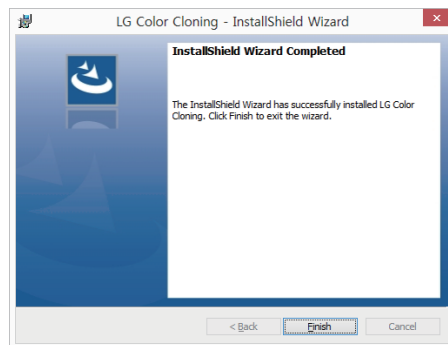 LG Color Cloning - InstallShield Wizard
InstallShield Wizard Completed
The InstallShield Wizard has successfully installed LG Color
Cloning. Click Finish to exit the wizard.
< Back
Finish
Cancel